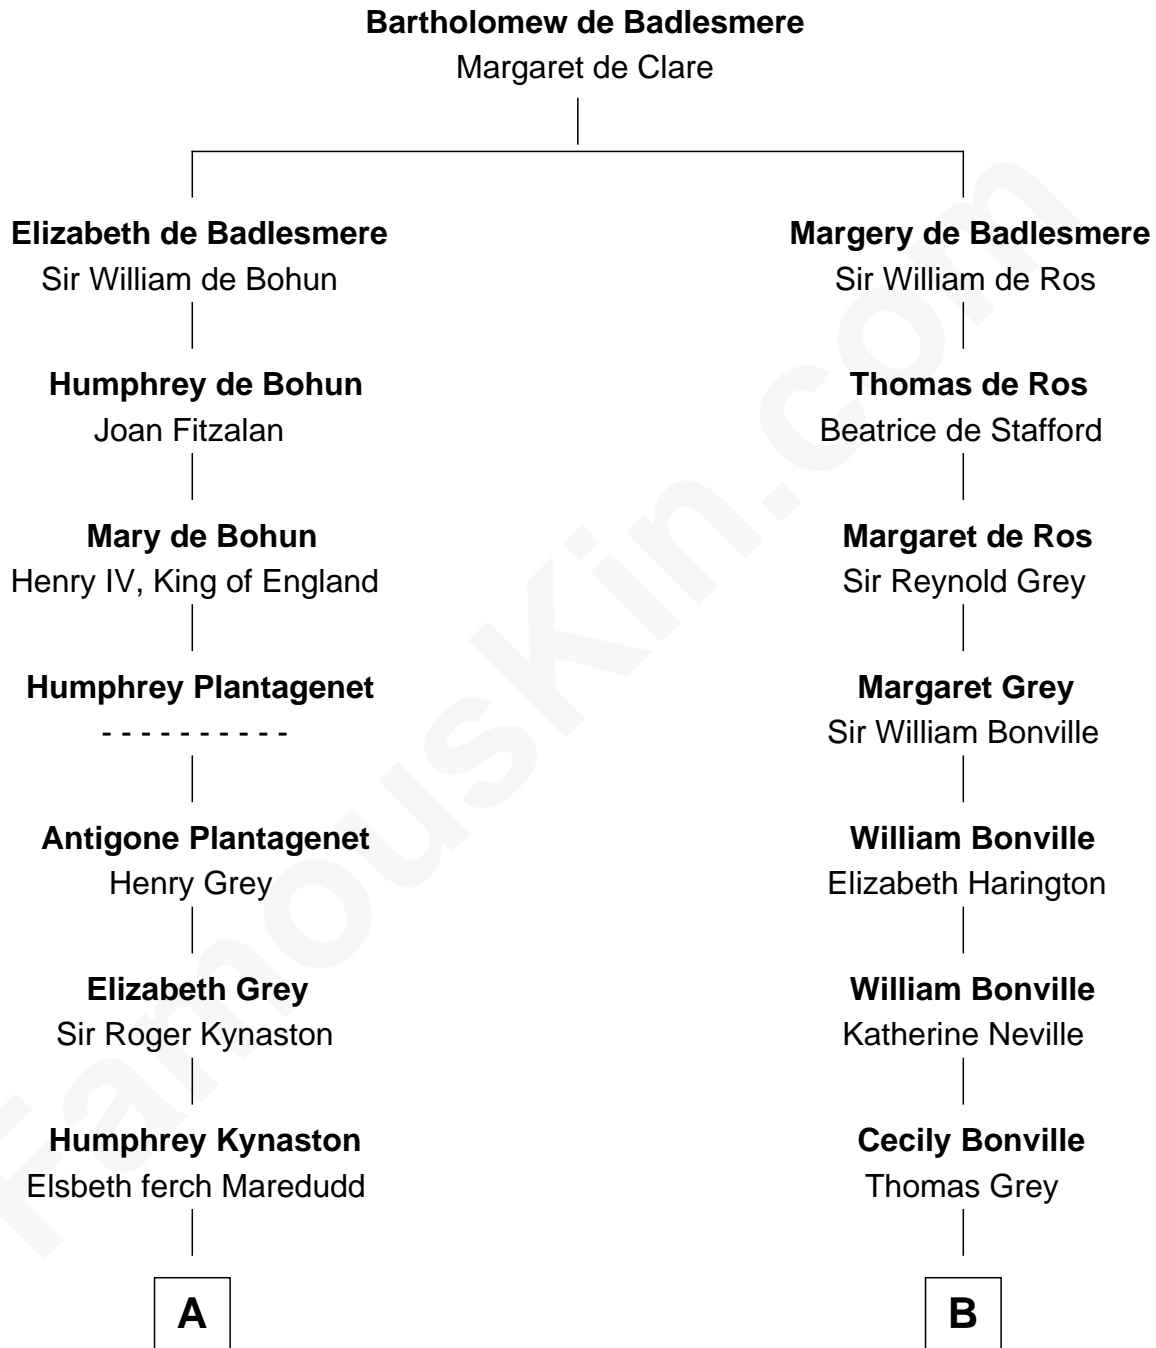 Bartholomew de Badlesmere
Margaret de Clare
Elizabeth de Badlesmere
Sir William de Bohun
Margery de Badlesmere
Sir William de Ros
Humphrey de Bohun
Joan Fitzalan
Thomas de Ros
Beatrice de Stafford
Mary de Bohun
Henry IV, King of England
Margaret de Ros
Sir Reynold Grey
Humphrey Plantagenet
- - - - - - - - - -
Margaret Grey
Sir William Bonville
Antigone Plantagenet
Henry Grey
William Bonville
Elizabeth Harington
Elizabeth Grey
Sir Roger Kynaston
William Bonville
Katherine Neville
Humphrey Kynaston
Elsbeth ferch Maredudd
Cecily Bonville
Thomas Grey
A
B
FamousKin.com